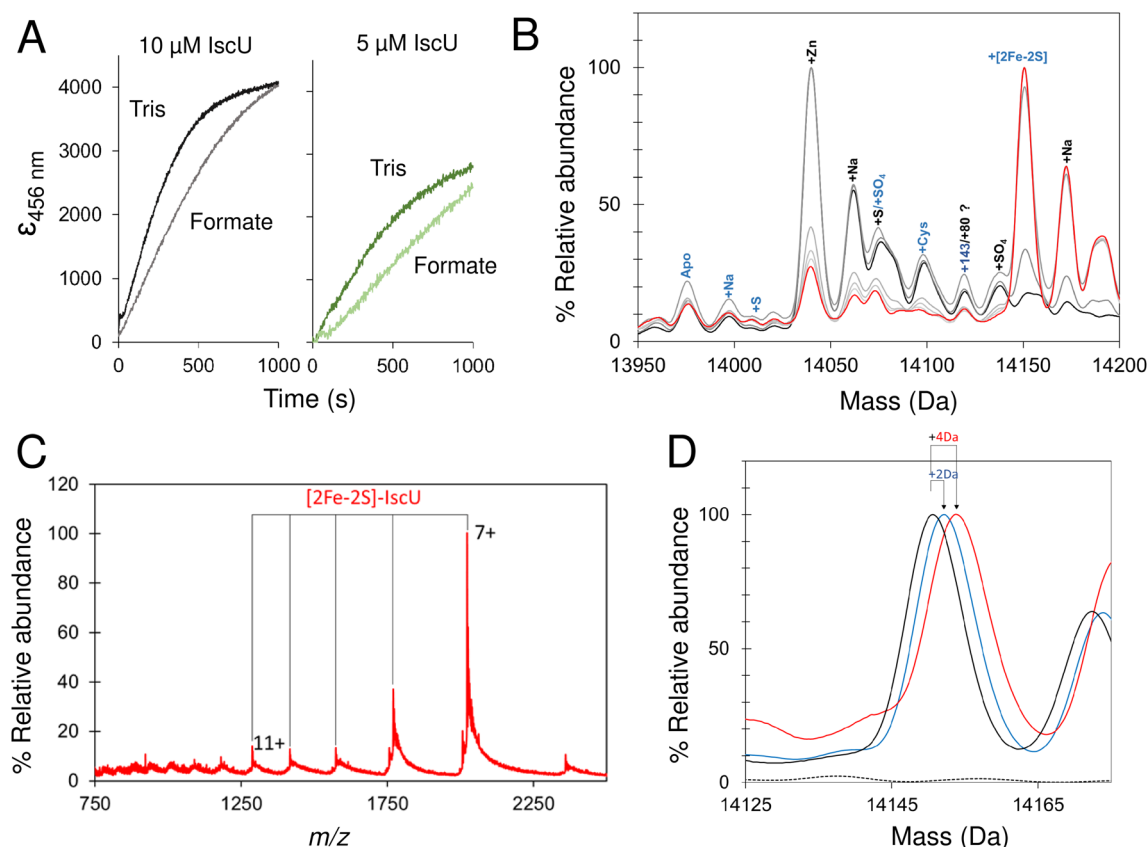 A
10 µM IscU
5 µM IscU
ε456 nm
4000
3000
2000
1000
0
Tris
Formate
Tris
Formate
0
500
1000
0
500
1000
Time (s)
B
% Relative abundance
100
50
0
Apo
+Na
+S
+Zn
+Na
+S/+SO4
+Cys
+143/+80 ?
+SO4
+[2Fe-2S]
+Na
13950
14000
14050
14100
14150
14200
Mass (Da)
C
% Relative abundance
120
100
80
60
40
20
0
[2Fe-2S]-IscU
7+
11+
750
1250
1750
2250
m/z
D
+4Da
+2Da
% Relative abundance
100
50
0
14125
14145
14165
Mass (Da)